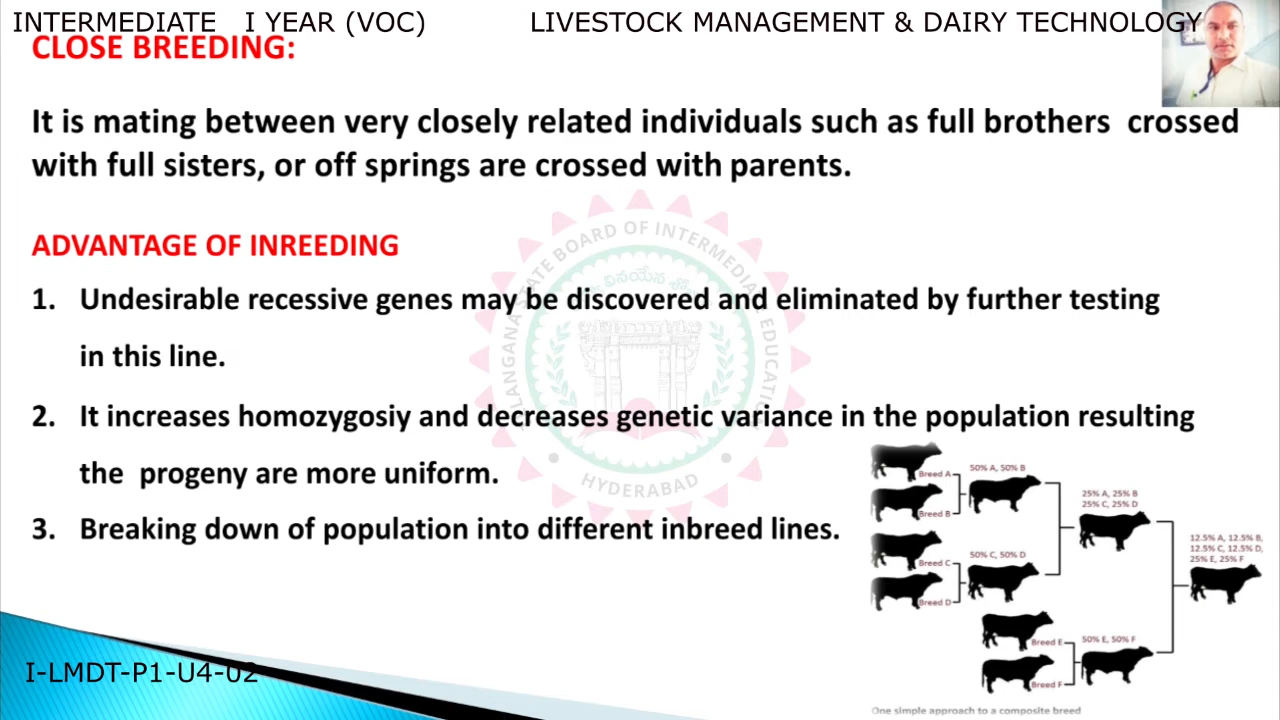 INTERMEDIATE I YEAR (VOC) LIVESTOCK MANAGEMENT & DAIRY TECHNOLOGY
CLOSE BREEDING:
It is mating between very closely related individuals such as full brothers crossed
with full sisters, or off springs are crossed with parents.
ADVANTAGE OF INREEDING
1. Undesirable recessive genes may be discovered and eliminated by further testing
in this line.
2. It increases homozygosiy and decreases genetic variance in the population resulting
the progeny are more uniform.
3. Breaking down of population into different inbreed lines.
Breed A
50% A, 50% B
Breed B
25% A, 25% B
25% C, 25% D
Breed C
50% C, 50% D
Breed D
12.5% A, 12.5% B,
12.5% C, 12.5% D,
25% E, 25% F
Breed E
50% E, 50% F
Breed F
One simple approach to a composite breed
I-LMDT-P1-U4-02
BOARD OF INTERMEDIATE EDUCATION
HYDERABAD